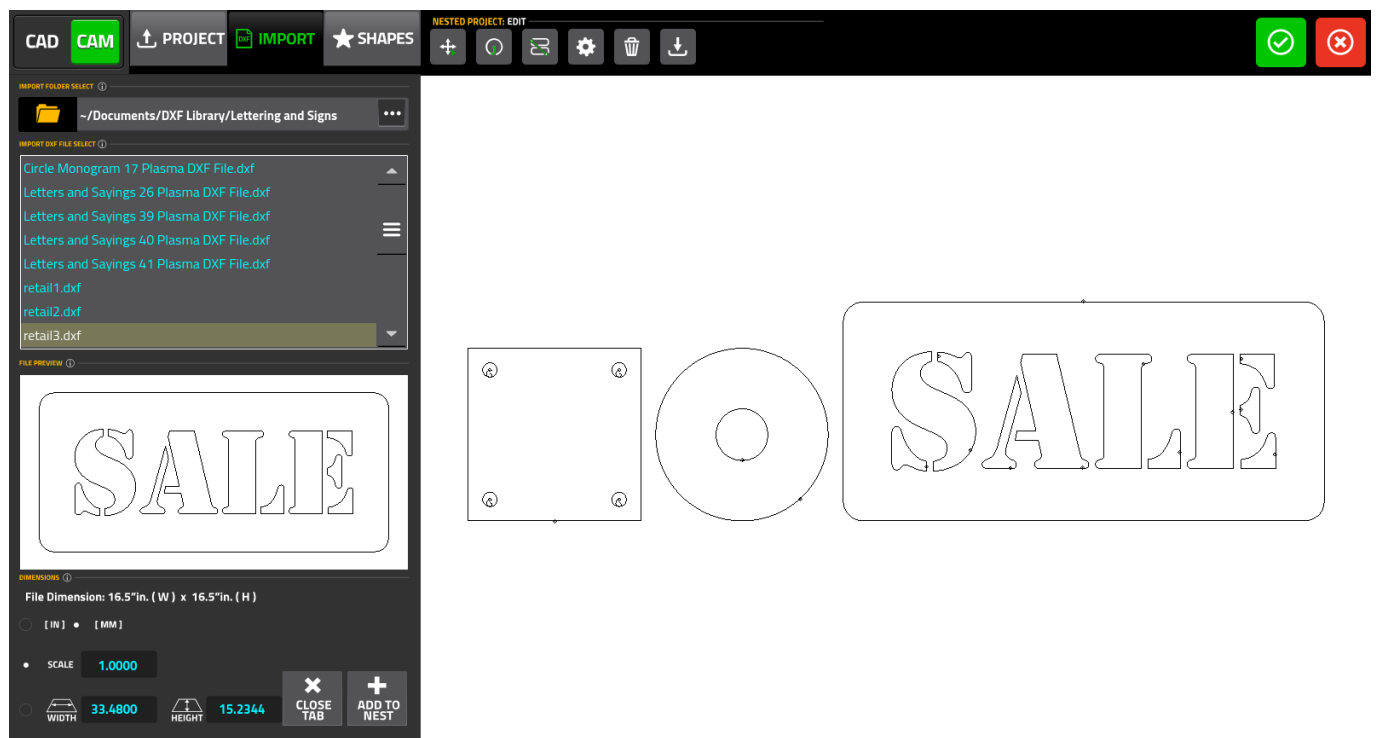 CAD CAM PROJECT DXF IMPORT SHAPES
NESTED PROJECT: EDIT
IMPORT FOLDER SELECT
~/Documents/DXF Library/Lettering and Signs
IMPORT DXF FILE SELECT
Circle Monogram 17 Plasma DXF File.dxf
Letters and Sayings 26 Plasma DXF File.dxf
Letters and Sayings 39 Plasma DXF File.dxf
Letters and Sayings 40 Plasma DXF File.dxf
Letters and Sayings 41 Plasma DXF File.dxf
retail1.dxf
retail2.dxf
retail3.dxf
FILE PREVIEW
SALE
DIMENSIONS
File Dimension: 16.5"in. ( W ) x 16.5"in. ( H )
[ IN ] [ MM ]
SCALE 1.0000
WIDTH 33.4800 HEIGHT 15.2344
CLOSE
TAB
ADD TO
NEST
SALE